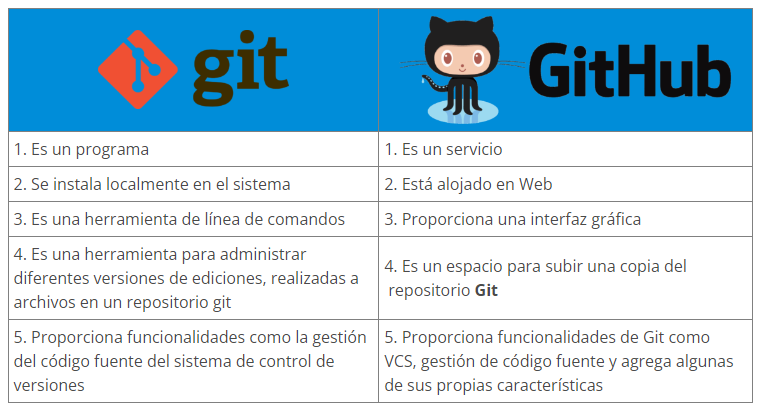 git
GitHub
1. Es un programa
1. Es un servicio
2. Se instala localmente en el sistema
2. Está alojado en Web
3. Es una herramienta de línea de comandos
3. Proporciona una interfaz gráfica
4. Es una herramienta para administrar
diferentes versiones de ediciones, realizadas a
archivos en un repositorio git
4. Es un espacio para subir una copia del
repositorio Git
5. Proporciona funcionalidades como la gestión
del código fuente del sistema de control de
versiones
5. Proporciona funcionalidades de Git como
VCS, gestión de código fuente y agrega algunas
de sus propias características